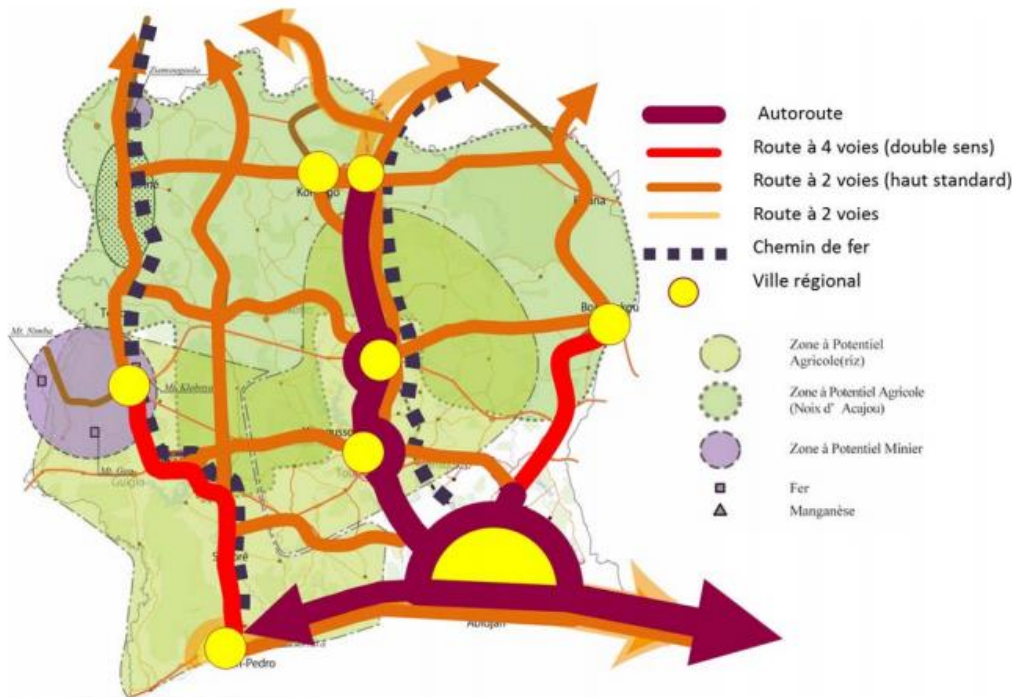 Ziamougoula
Mt. Nimba
Mt. Klahoyo
Mt. Gao
Guiglo
Abidjan
Autoroute
Route à 4 voies (double sens)
Route à 2 voies (haut standard)
Route à 2 voies
Chemin de fer
Ville régional
Zone à Potentiel
Agricole(riz)
Zone à Potentiel Agricole
(Noix d’ Acajou)
Zone à Potentiel Minier
Fer
Manganèse